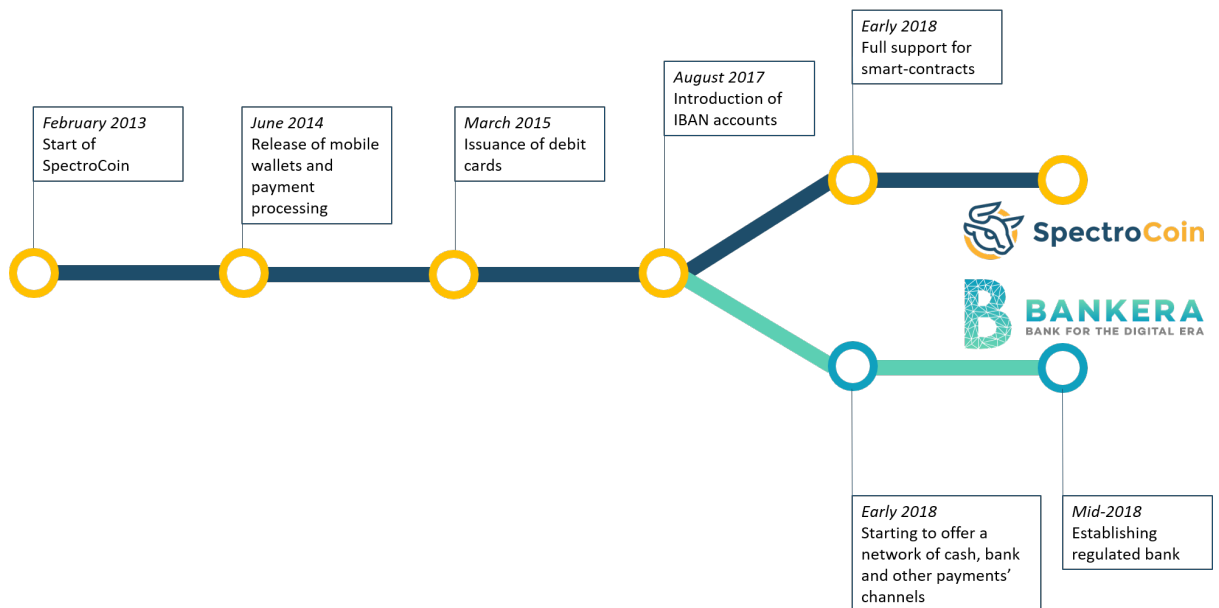 February 2013
Start of
SpectroCoin
June 2014
Release of mobile
wallets and
payment
processing
March 2015
Issuance of debit
cards
August 2017
Introduction of
IBAN accounts
Early 2018
Full support for
smart-contracts
SpectroCoin
BANKERA
BANK FOR THE DIGITAL ERA
Early 2018
Starting to offer a
network of cash, bank
and other payments’
channels
Mid-2018
Establishing
regulated bank